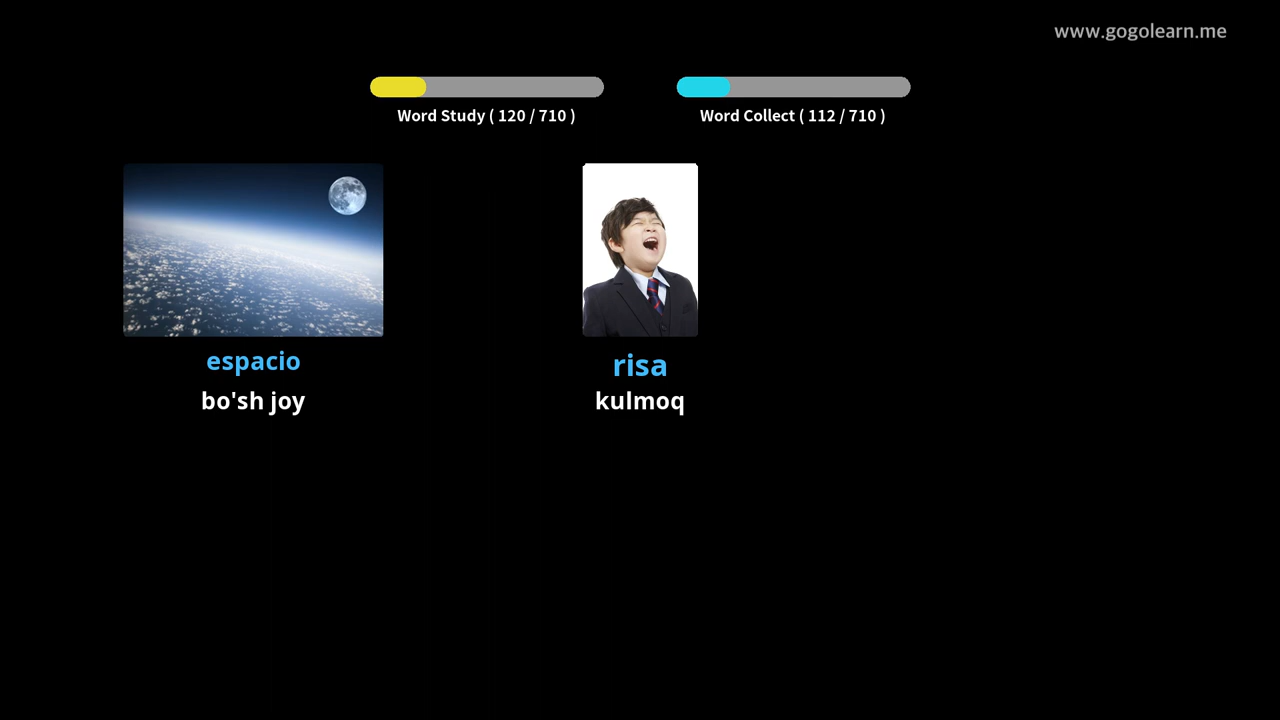 www.gogolearn.me
Word Study ( 120 / 710 )
Word Collect ( 112 / 710 )
espacio
bo'sh joy
risa
kulmoq